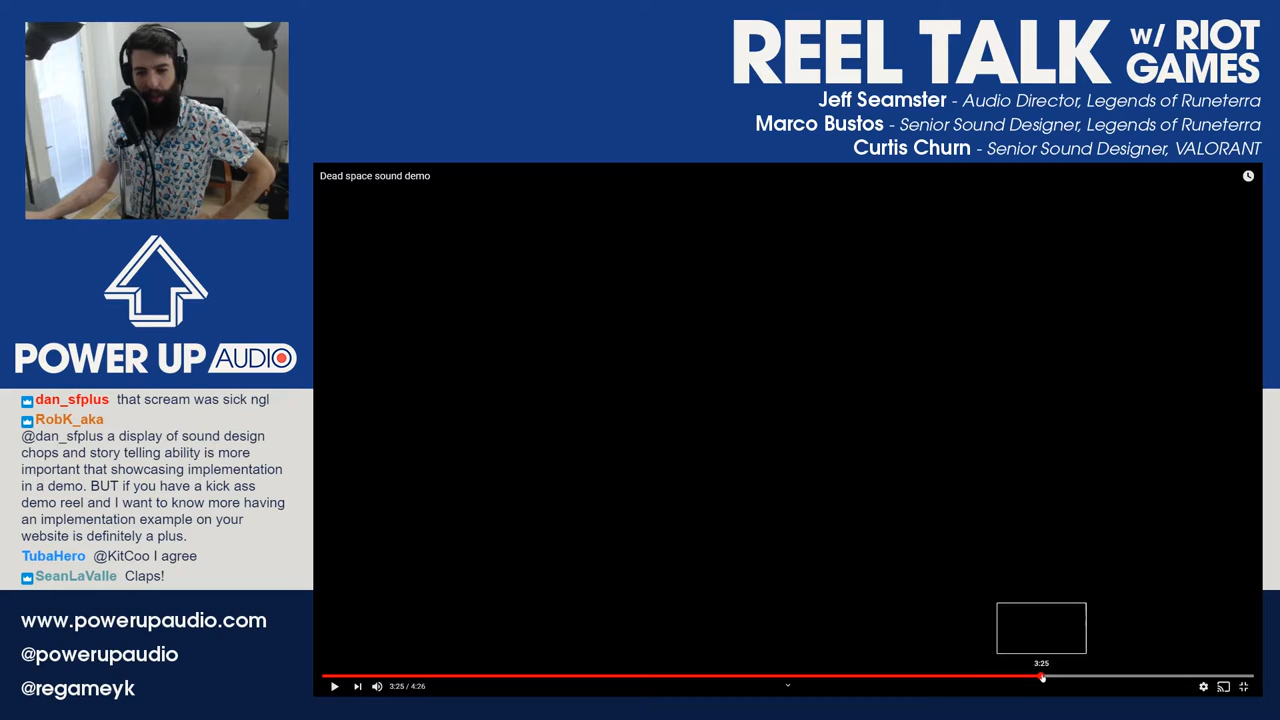 REEL TALK w/ RIOT GAMES
Jeff Seamster - Audio Director, Legends of Runeterra
Marco Bustos - Senior Sound Designer, Legends of Runeterra
Curtis Churn - Senior Sound Designer, VALORANT
Dead space sound demo
POWER UP AUDIO
dan_sfplus that scream was sick ngl
RobK_aka
@dan_sfplus a display of sound design
chops and story telling ability is more
important that showcasing implementation
in a demo. BUT if you have a kick ass
demo reel and I want to know more having
an implementation example on your
website is definitely a plus.
TubaHero @KitCoo I agree
SeanLaValle Claps!
www.powerupaudio.com
@powerupaudio
@regameyk
3:25
3:25 / 4:26